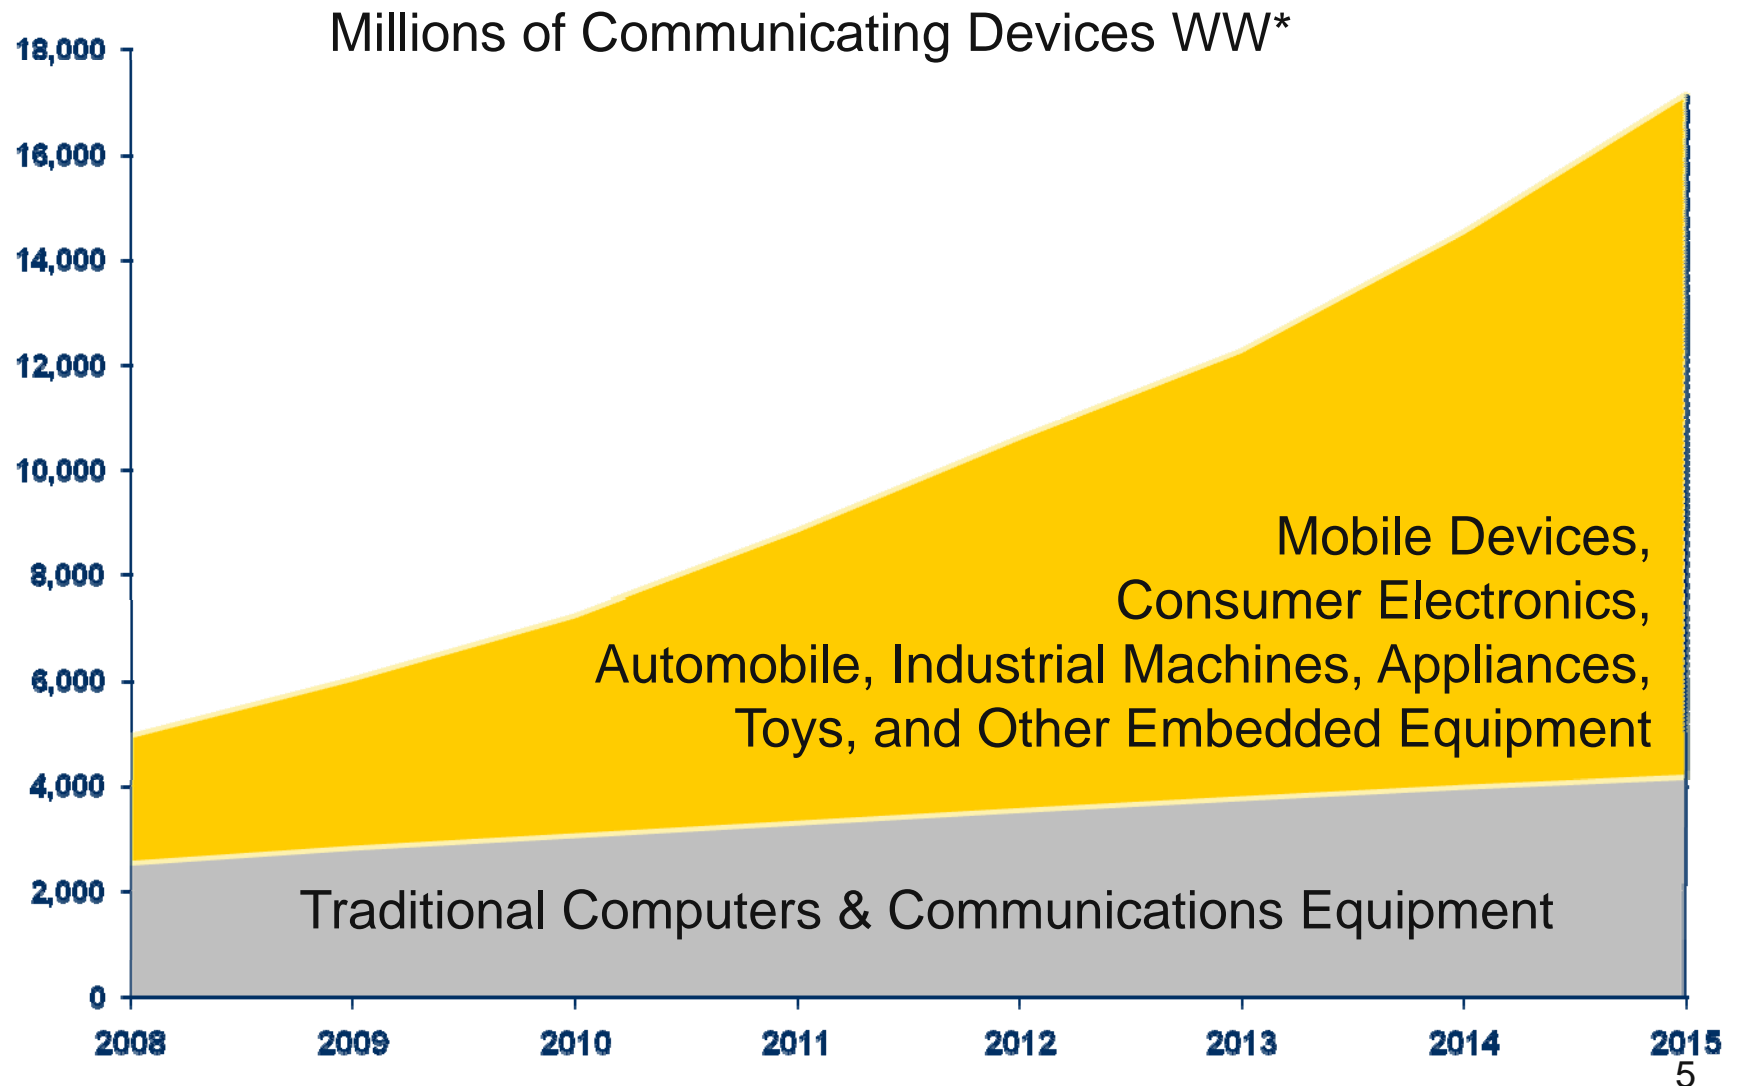 Millions of Communicating Devices WW*
18,000
16,000
14,000
12,000
10,000
8,000
6,000
4,000
2,000
0
Mobile Devices,
Consumer Electronics,
Automobile, Industrial Machines, Appliances,
Toys, and Other Embedded Equipment
Traditional Computers & Communications Equipment
2008 2009 2010 2011 2012 2013 2014 2015
5